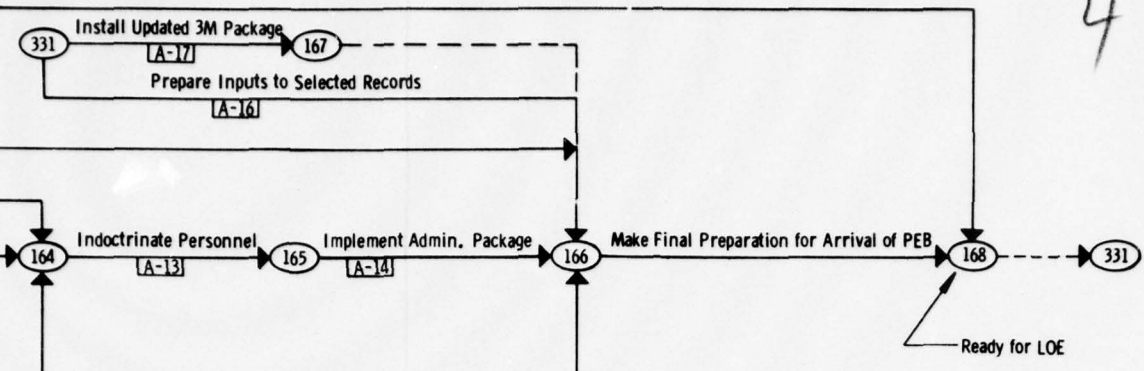 4
Install Updated 3M Package
331
167
A-17
Prepare Inputs to Selected Records
A-16
Indoctrinate Personnel
Implement Admin. Package
Make Final Preparation for Arrival of PEB
164
165
166
168
331
A-13
A-14
Ready for LOE